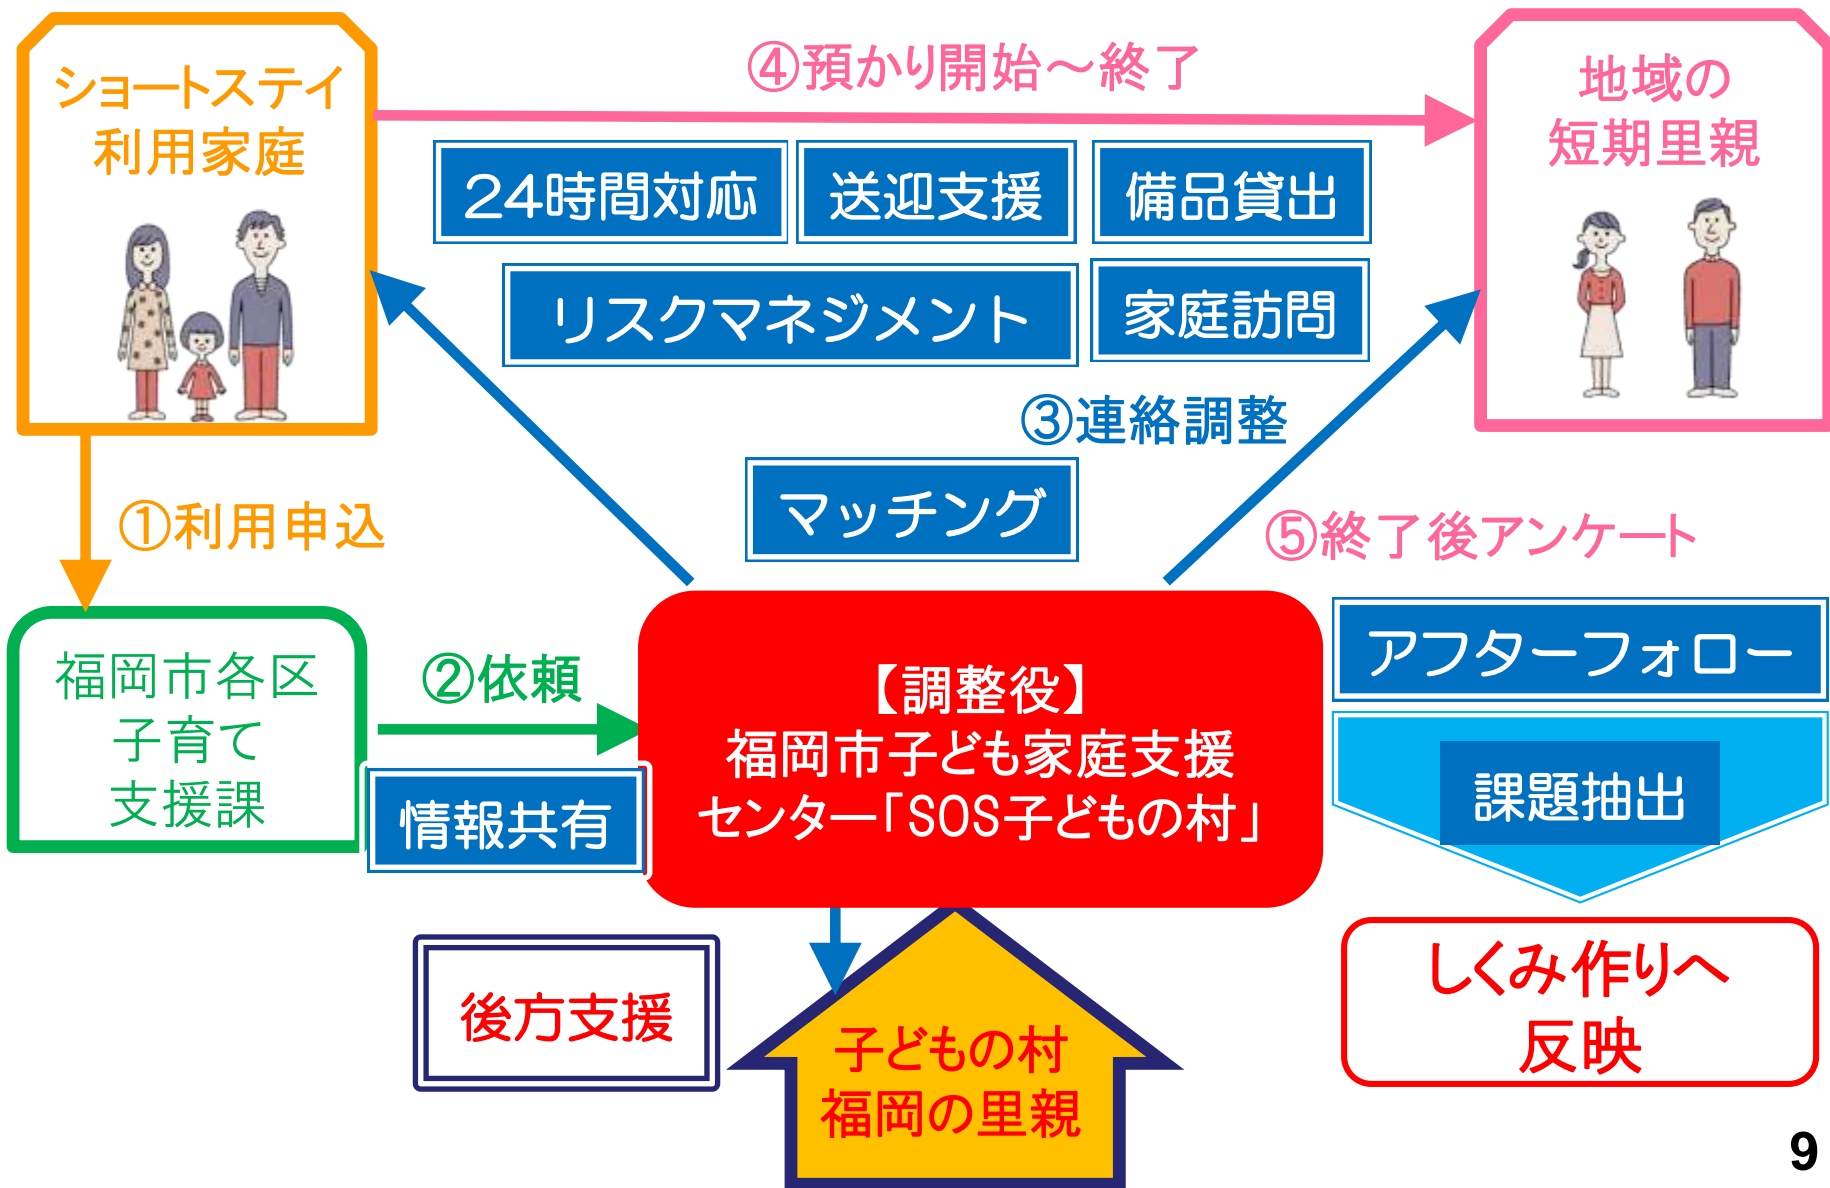 ショートステイ
利用家庭
④預かり開始～終了
地域の
短期里親
24時間対応
送迎支援
備品貸出
リスクマネジメント
家庭訪問
③連絡調整
マッチング
①利用申込
⑤終了後アンケート
福岡市各区
子育て
支援課
②依頼
情報共有
【調整役】
福岡市子ども家庭支援
センター「SOS子どもの村」
アフターフォロー
課題抽出
後方支援
子どもの村
福岡の里親
しくみ作りへ
反映
9